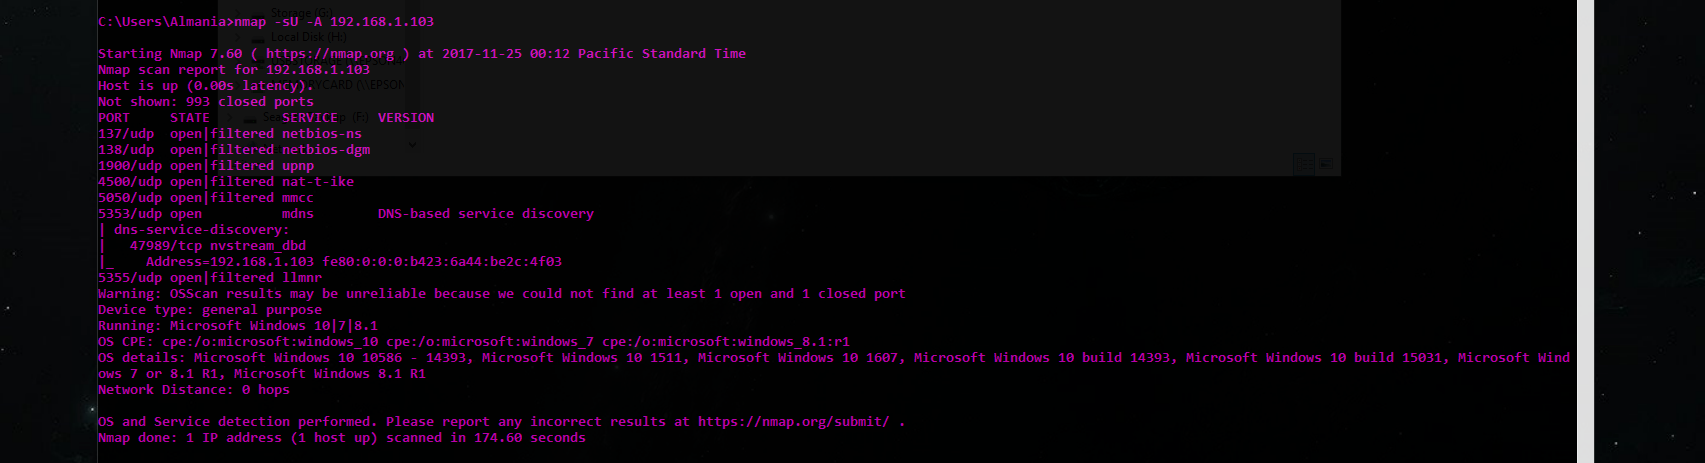 Storage (G:)
C:\Users\Almania>nmap -sU -A 192.168.1.103
Local Disk (H:)
Starting Nmap 7.60 ( https://nmap.org ) at 2017-11-25 00:12 Pacific Standard Time
Nmap scan report for 192.168.1.103
Host is up (0.00s latency).
Not shown: 993 closed ports
PORT     STATE         SERVICE     VERSION
137/udp  open|filtered netbios-ns
138/udp  open|filtered netbios-dgm
1900/udp open|filtered upnp
4500/udp open|filtered nat-t-ike
5050/udp open|filtered mmcc
5353/udp open          mdns        DNS-based service discovery
| dns-service-discovery:
|   47989/tcp nvstream_dbd
|_    Address=192.168.1.103 fe80:0:0:0:b423:6a44:be2c:4f03
5355/udp open|filtered llmnr
Warning: OSScan results may be unreliable because we could not find at least 1 open and 1 closed port
Device type: general purpose
Running: Microsoft Windows 10|7|8.1
OS CPE: cpe:/o:microsoft:windows_10 cpe:/o:microsoft:windows_7 cpe:/o:microsoft:windows_8.1:r1
OS details: Microsoft Windows 10 10586 - 14393, Microsoft Windows 10 1511, Microsoft Windows 10 1607, Microsoft Windows 10 build 14393, Microsoft Windows 10 build 15031, Microsoft Wind
ows 7 or 8.1 R1, Microsoft Windows 8.1 R1
Network Distance: 0 hops
OS and Service detection performed. Please report any incorrect results at https://nmap.org/submit/ .
Nmap done: 1 IP address (1 host up) scanned in 174.60 seconds